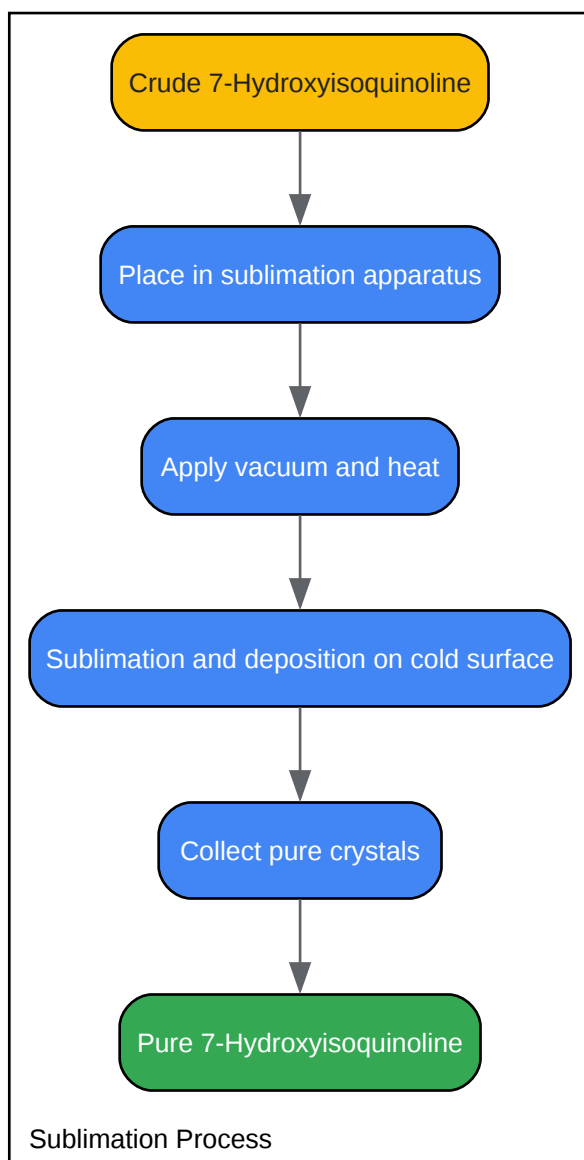 Crude 7-Hydroxyisoquinoline
Place in sublimation apparatus
Apply vacuum and heat
Sublimation and deposition on cold surface
Collect pure crystals
Pure 7-Hydroxyisoquinoline
Sublimation Process